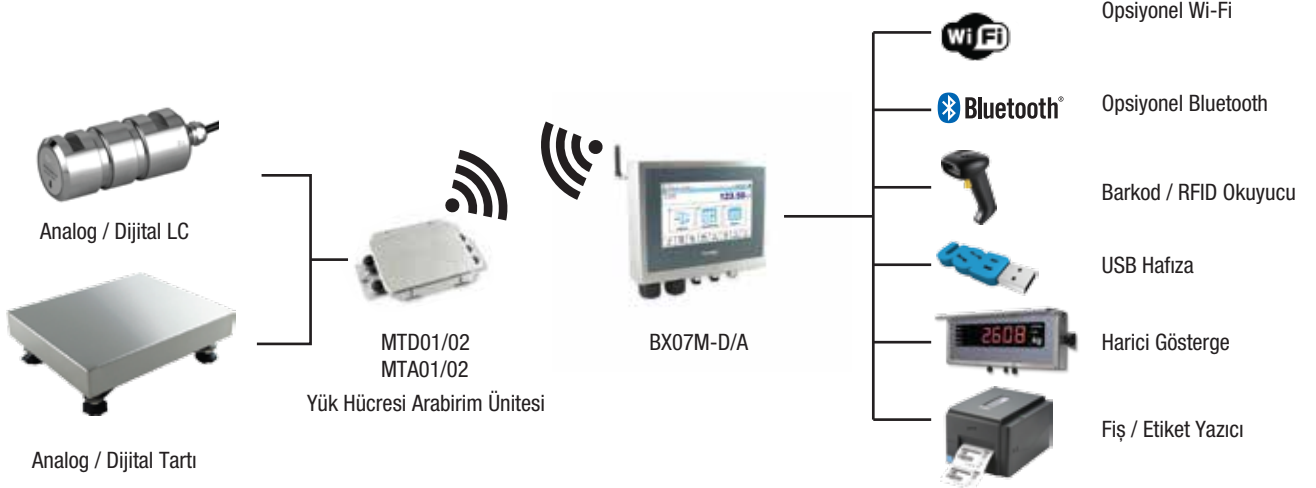 Opsiyonel Wi-Fi
Wi Fi
Bluetooth®
Opsiyonel Bluetooth
Barkod / RFID Okuyucu
Analog / Dijital LC
USB Hafıza
MTD01/02
MTA01/02
Yük Hücresi Arabirim Ünitesi
BX07M-D/A
2608
Harici Gösterge
Fiş / Etiket Yazıcı
Analog / Dijital Tartı